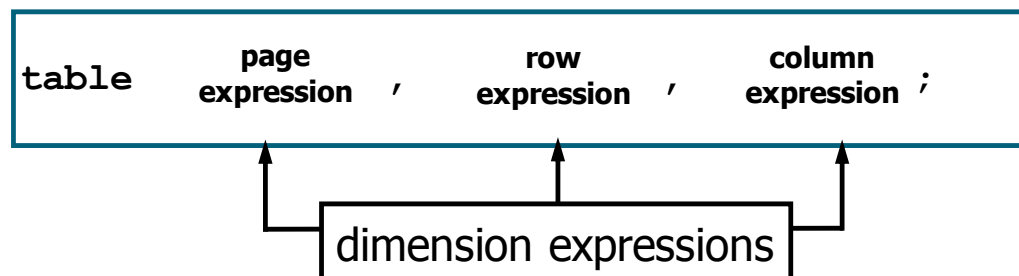 table page expression , row expression , column expression ;
dimension expressions